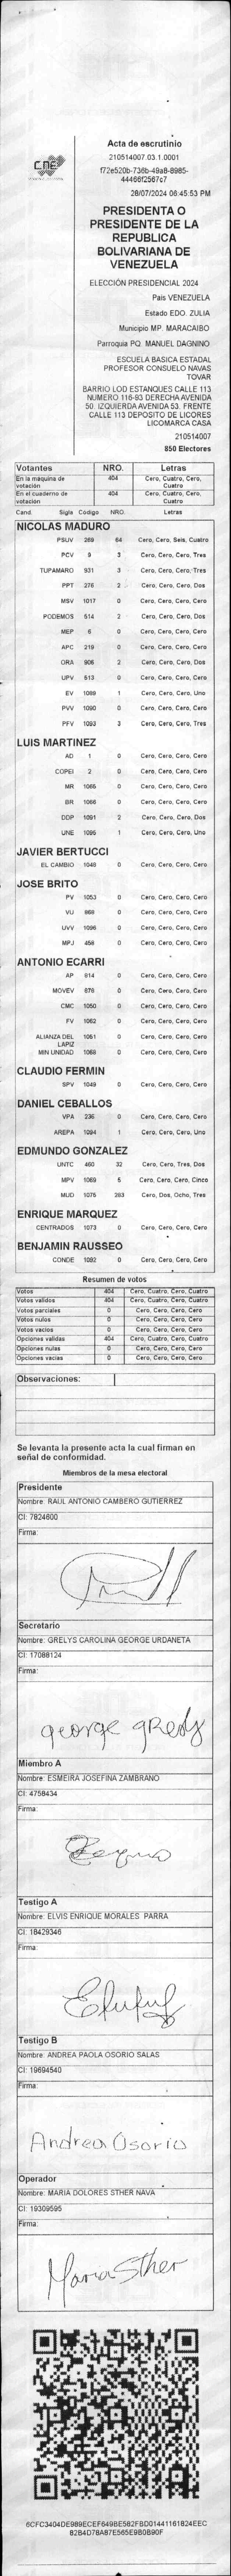 CNE
Acta de escrutinio
210514007.03.1.0001
f72e520b-736b-49a8-8985-
44466f2567c7
28/07/2024 06:45:53 PM
PRESIDENTA O
PRESIDENTE DE LA
REPUBLICA
BOLIVARIANA DE
VENEZUELA
ELECCIÓN PRESIDENCIAL 2024
Pais VENEZUELA
Estado EDO. ZULIA
Municipio MP. MARACAIBO
Parroquia PQ. MANUEL DAGNINO
ESCUELA BASICA ESTADAL
PROFESOR CONSUELO NAVAS
TOVAR
BARRIO LOD ESTANQUES CALLE 113
NUMERO 116-93 DERECHA AVENIDA
50. IZQUIERDA AVENIDA 53. FRENTE
CALLE 113 DEPOSITO DE LICORES
LICOMARCA CASA
210514007
850 Electores
Votantes NRO. Letras
En la máquina de votación 404 Cero, Cuatro, Cero, Cuatro
En el cuaderno de votación 404 Cero, Cuatro, Cero, Cuatro
Cand. Sigla Codigo NRO. Letras
NICOLAS MADURO
PSUV 269 64 Cero, Cero, Seis, Cuatro
PCV 9 3 Cero, Cero, Cero, Tres
TUPAMARO 931 3 Cero, Cero, Cero, Tres
PPT 276 2 Cero, Cero, Cero, Dos
MSV 1017 0 Cero, Cero, Cero, Cero
PODEMOS 514 2 Cero, Cero, Cero, Dos
MEP 6 0 Cero, Cero, Cero, Cero
APC 219 0 Cero, Cero, Cero, Cero
ORA 906 2 Cero, Cero, Cero, Dos
UPV 613 0 Cero, Cero, Cero, Cero
EV 1089 1 Cero, Cero, Cero, Uno
PVV 1090 0 Cero, Cero, Cero, Cero
PFV 1093 3 Cero, Cero, Cero, Tres
LUIS MARTINEZ
AD 1 0 Cero, Cero, Cero, Cero
COPEI 2 0 Cero, Cero, Cero, Cero
MR 1065 0 Cero, Cero, Cero, Cero
BR 1066 0 Cero, Cero, Cero, Cero
DDP 1091 2 Cero, Cero, Cero, Dos
UNE 1095 1 Cero, Cero, Cero, Uno
JAVIER BERTUCCI
EL CAMBIO 1048 0 Cero, Cero, Cero, Cero
JOSE BRITO
PV 1053 0 Cero, Cero, Cero, Cero
VU 868 0 Cero, Cero, Cero, Cero
UVV 1096 0 Cero, Cero, Cero, Cero
MPJ 456 0 Cero, Cero, Cero, Cero
ANTONIO ECARRI
AP 914 0 Cero, Cero, Cero, Cero
MOVEV 876 0 Cero, Cero, Cero, Cero
CMC 1050 0 Cero, Cero, Cero, Cero
FV 1062 0 Cero, Cero, Cero, Cero
ALIANZA DEL LAPIZ 1051 0 Cero, Cero, Cero, Cero
MIN UNIDAD 1068 0 Cero, Cero, Cero, Cero
CLAUDIO FERMIN
SPV 1049 0 Cero, Cero, Cero, Cero
DANIEL CEBALLOS
VPA 236 0 Cero, Cero, Cero, Cero
AREPA 1094 1 Cero, Cero, Cero, Uno
EDMUNDO GONZALEZ
UNTC 460 32 Cero, Cero, Tres, Dos
MPV 1069 5 Cero, Cero, Cero, Cinco
MUD 1075 283 Cero, Dos, Ocho, Tres
ENRIQUE MARQUEZ
CENTRADOS 1073 0 Cero, Cero, Cero, Cero
BENJAMIN RAUSSEO
CONDE 1092 0 Cero, Cero, Cero, Cero
Resumen de votos
Votos 404 Cero, Cuatro, Cero, Cuatro
Votos validos 404 Cero, Cuatro, Cero, Cuatro
Votos parciales 0 Cero, Cero, Cero, Cero
Votos nulos 0 Cero, Cero, Cero, Cero
Votos vacios 0 Cero, Cero, Cero, Cero
Opciones validas 404 Cero, Cuatro, Cero, Cuatro
Opciones nulas 0 Cero, Cero, Cero, Cero
Opciones vacias 0 Cero, Cero, Cero, Cero
Observaciones:
Se levanta la presente acta la cual firman en
señal de conformidad.
Miembros de la mesa electoral
Presidente
Nombre: RAUL ANTONIO CAMBERO GUTIERREZ
CI: 7824600
Firma:
Secretario
Nombre: GRELYS CAROLINA GEORGE URDANETA
CI: 17088124
Firma:
george grely
Miembro A
Nombre: ESMEIRA JOSEFINA ZAMBRANO
CI: 4758434
Firma:
Testigo A
Nombre: ELVIS ENRIQUE MORALES PARRA
CI: 18429346
Firma:
Testigo B
Nombre: ANDREA PAOLA OSORIO SALAS
CI: 19694540
Firma:
Andrea Osorio
Operador
Nombre: MARIA DOLORES STHER NAVA
CI: 19309595
Firma:
Maria Sther
6CFC3404DE989ECEF649BE582FBD01441161824EEC
82B4D78A87E565E9B0B90F